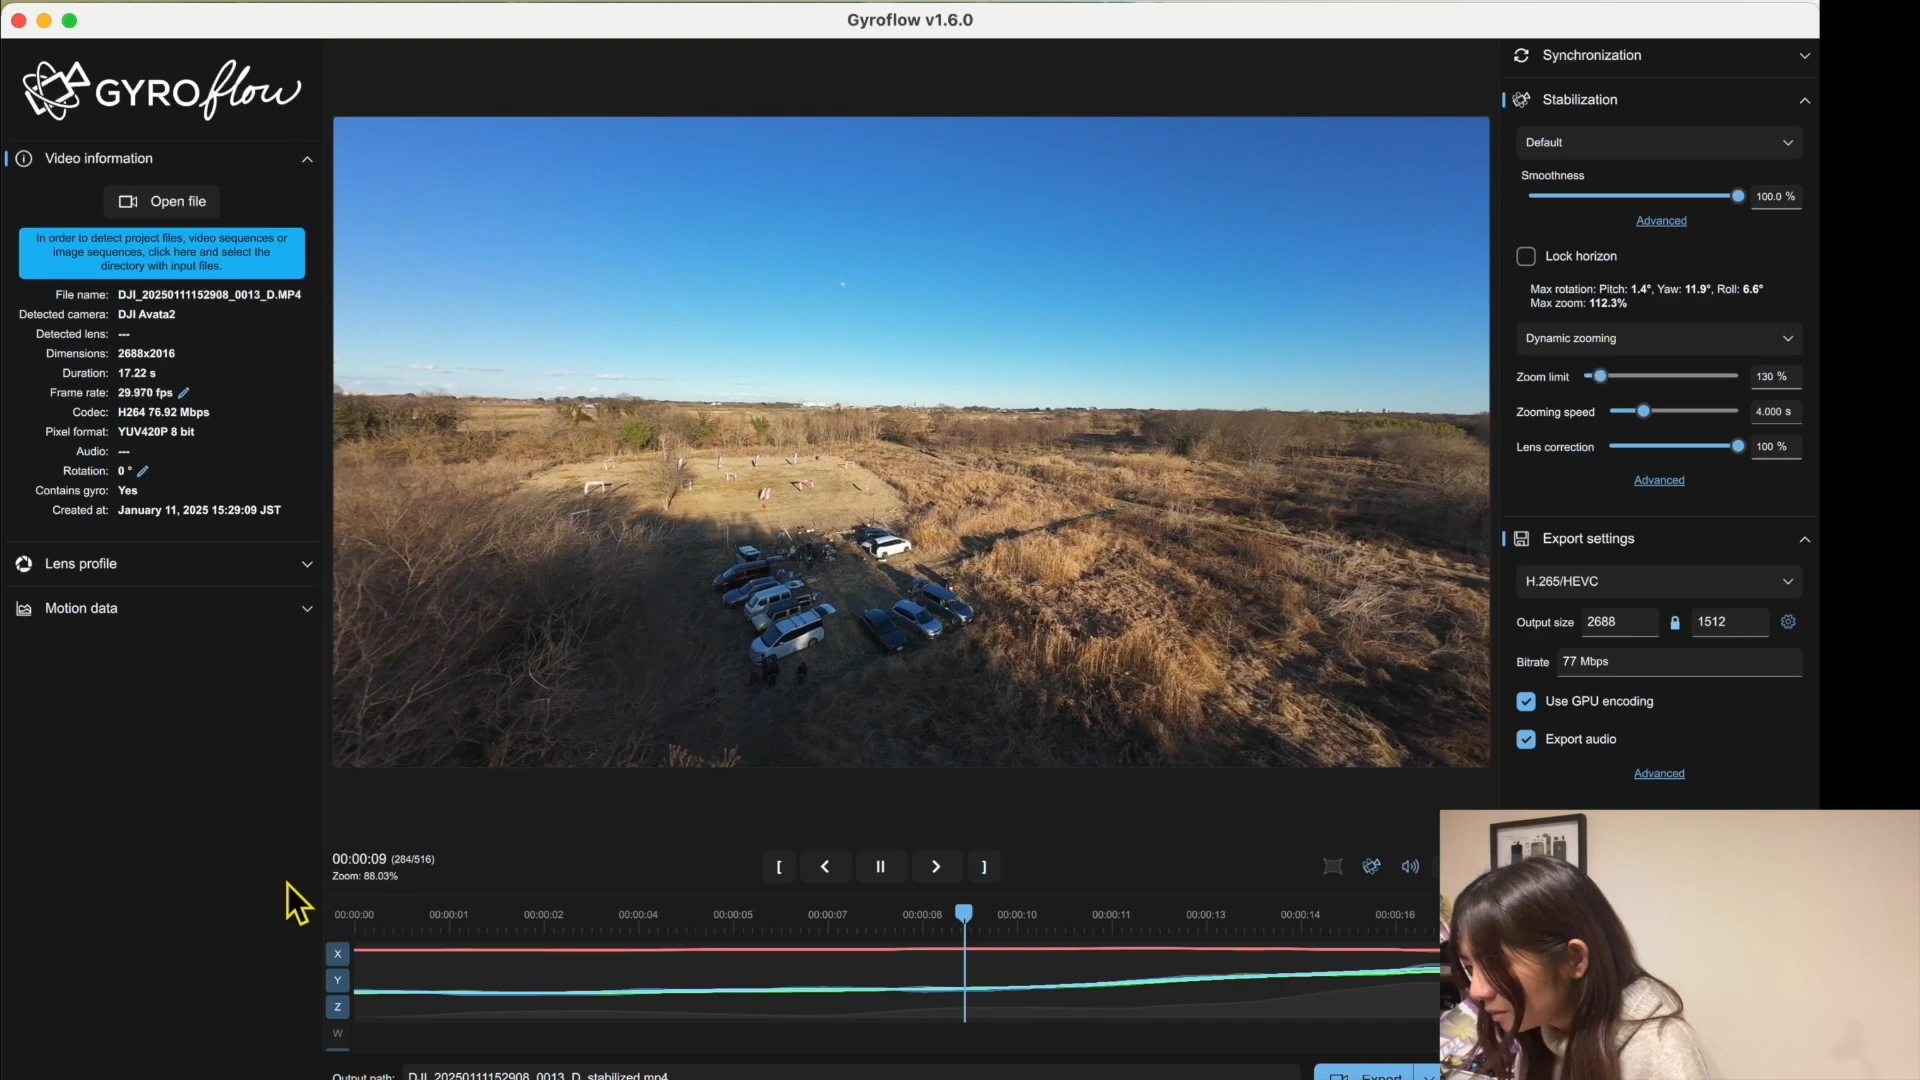 Gyroflow v1.6.0
GYROflow
Video information
Open file
In order to detect project files, video sequences or
image sequences, click here and select the
directory with input files.
File name: DJI_20250111152908_0013_D.MP4
Detected camera: DJI Avata2
Detected lens: ---
Dimensions: 2688x2016
Duration: 17.22 s
Frame rate: 29.970 fps
Codec: H264 76.92 Mbps
Pixel format: YUV420P 8 bit
Audio: ---
Rotation: 0 °
Contains gyro: Yes
Created at: January 11, 2025 15:29:09 JST
Lens profile
Motion data
00:00:09 (284/516)
Zoom: 88.03%
[
]
00:00:00 00:00:01 00:00:02 00:00:04 00:00:05 00:00:07 00:00:08 00:00:10 00:00:11 00:00:13 00:00:14 00:00:16
X
Y
Z
W
Output path: DJI_20250111152908_0013_D_stabilized.mp4
Export
Synchronization
Stabilization
Default
Smoothness
100.0 %
Advanced
Lock horizon
Max rotation: Pitch: 1.4°, Yaw: 11.9°, Roll: 6.6°
Max zoom: 112.3%
Dynamic zooming
Zoom limit 130 %
Zooming speed 4.000 s
Lens correction 100 %
Advanced
Export settings
H.265/HEVC
Output size 2688 1512
Bitrate 77 Mbps
Use GPU encoding
Export audio
Advanced